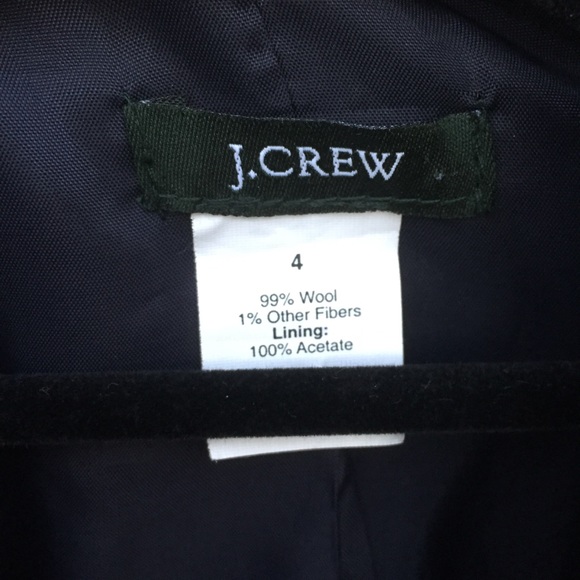 J.CREW
4
99% Wool
1% Other Fibers
Lining:
100% Acetate